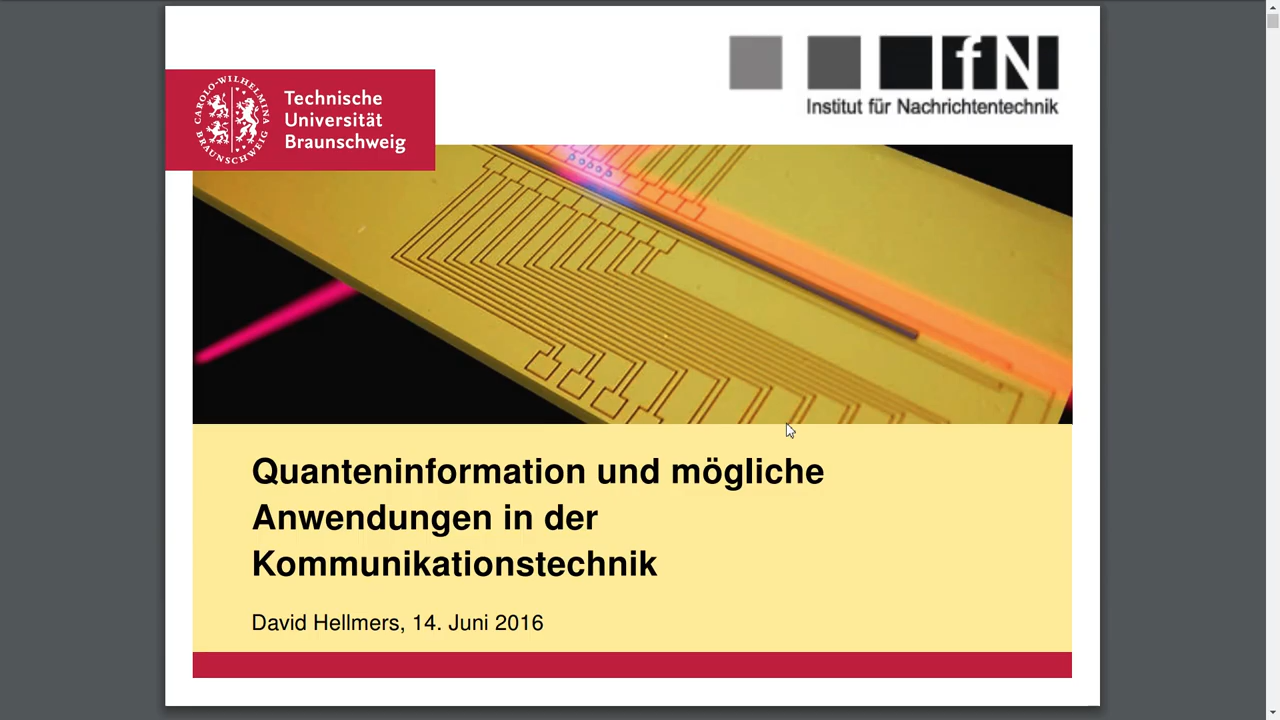 CAROLO-WILHELMINA
BRAUNSCHWEIG
Technische
Universität
Braunschweig
IfN
Institut für Nachrichtentechnik
Quanteninformation und mögliche
Anwendungen in der
Kommunikationstechnik
David Hellmers, 14. Juni 2016